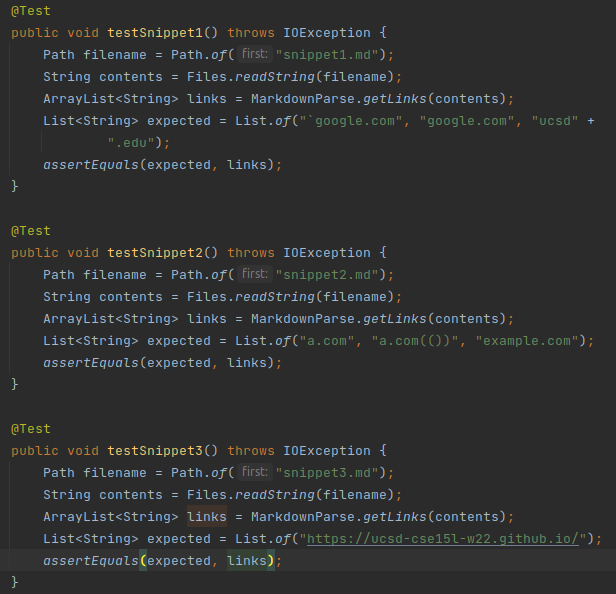 @Test
public void testSnippet1() throws IOException {
    Path filename = Path.of( first: "snippet1.md");
    String contents = Files.readString(filename);
    ArrayList<String> links = MarkdownParse.getLinks(contents);
    List<String> expected = List.of("`google.com", "google.com", "ucsd" +
            ".edu");
    assertEquals(expected, links);
}

@Test
public void testSnippet2() throws IOException {
    Path filename = Path.of( first: "snippet2.md");
    String contents = Files.readString(filename);
    ArrayList<String> links = MarkdownParse.getLinks(contents);
    List<String> expected = List.of("a.com", "a.com(())", "example.com");
    assertEquals(expected, links);
}

@Test
public void testSnippet3() throws IOException {
    Path filename = Path.of( first: "snippet3.md");
    String contents = Files.readString(filename);
    ArrayList<String> links = MarkdownParse.getLinks(contents);
    List<String> expected = List.of("https://ucsd-cse15l-w22.github.io/");
    assertEquals(expected, links);
}